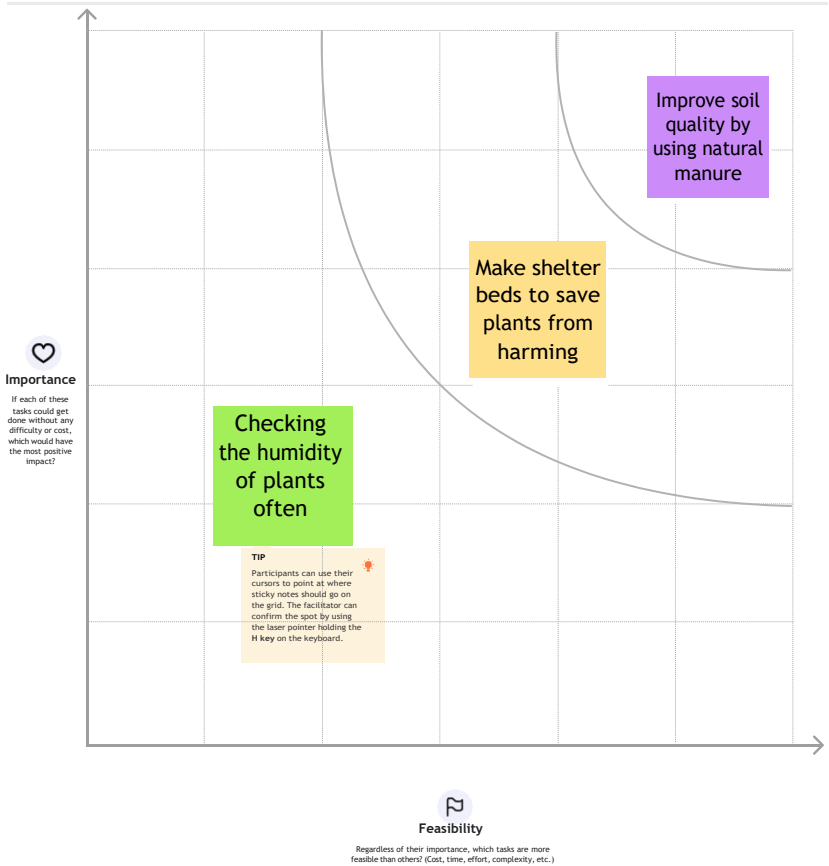 Improve soil
quality by
using natural
manure
Make shelter
beds to save
plants from
harming
Importance
If each of these
tasks could get
done without any
difficulty or cost,
which would have
the most positive
impact?
Checking
the humidity
of plants
often
TIP
Participants can use their
cursors to point at where
sticky notes should go on
the grid. The facilitator can
confirm the spot by using
the laser pointer holding the
H key on the keyboard.
Feasibility
Regardless of their importance, which tasks are more
feasible than others? (Cost, time, effort, complexity, etc.)